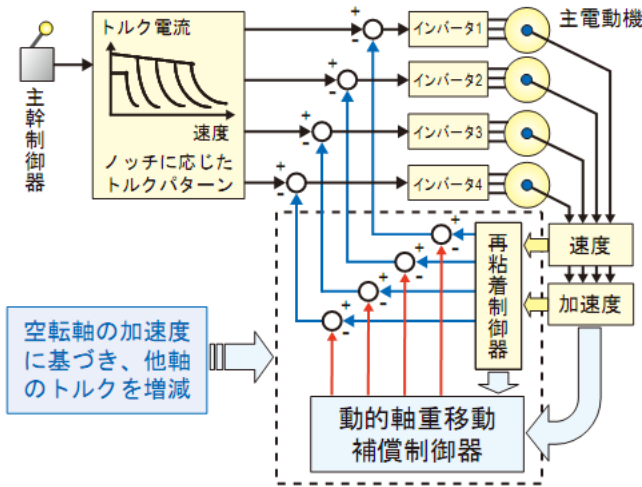 トルク電流
速度
ノッチに応じた
トルクパターン
主幹制御器
+
-
+
-
+
-
+
-
インバータ1
インバータ2
インバータ3
インバータ4
主電動機
速度
加速度
再粘着制御器
+
-
+
-
+
-
+
-
動的軸重移動
補償制御器
空転軸の加速度
に基づき、他軸
のトルクを増減